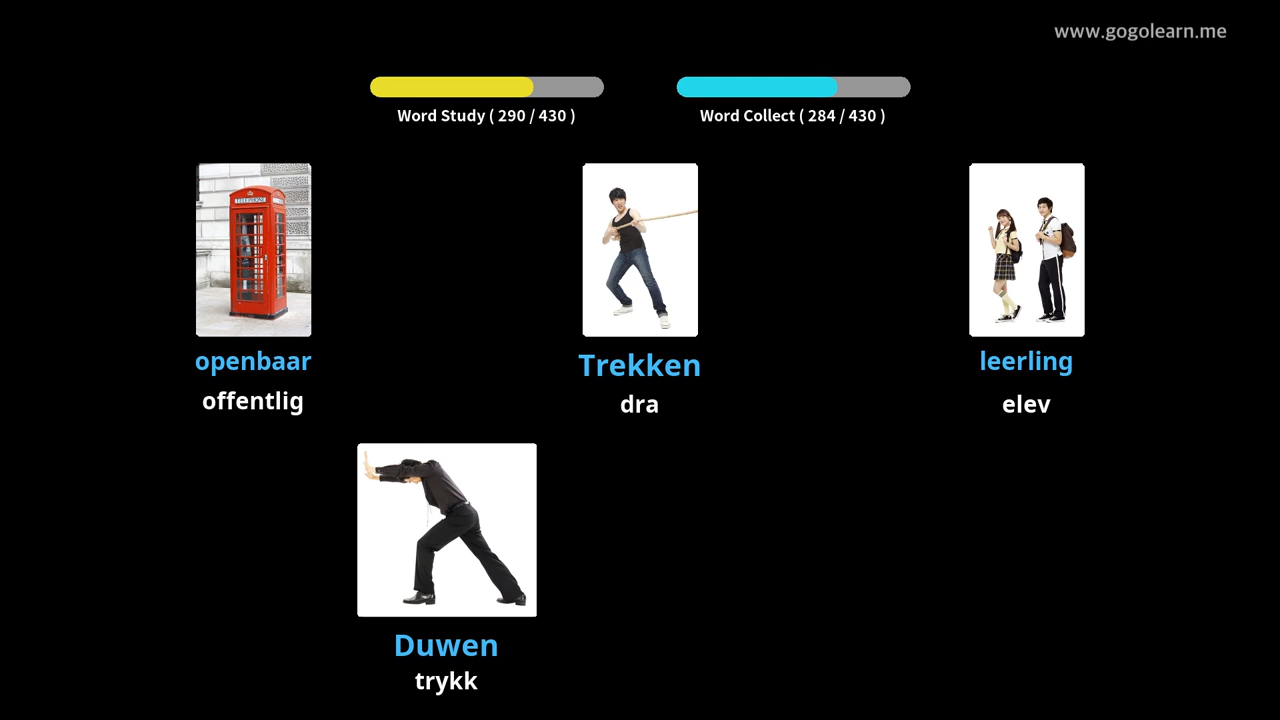 www.gogolearn.me
Word Study ( 290 / 430 )
Word Collect ( 284 / 430 )
TELEPHONE
openbaar
offentlig
Trekken
dra
leerling
elev
Duwen
trykk